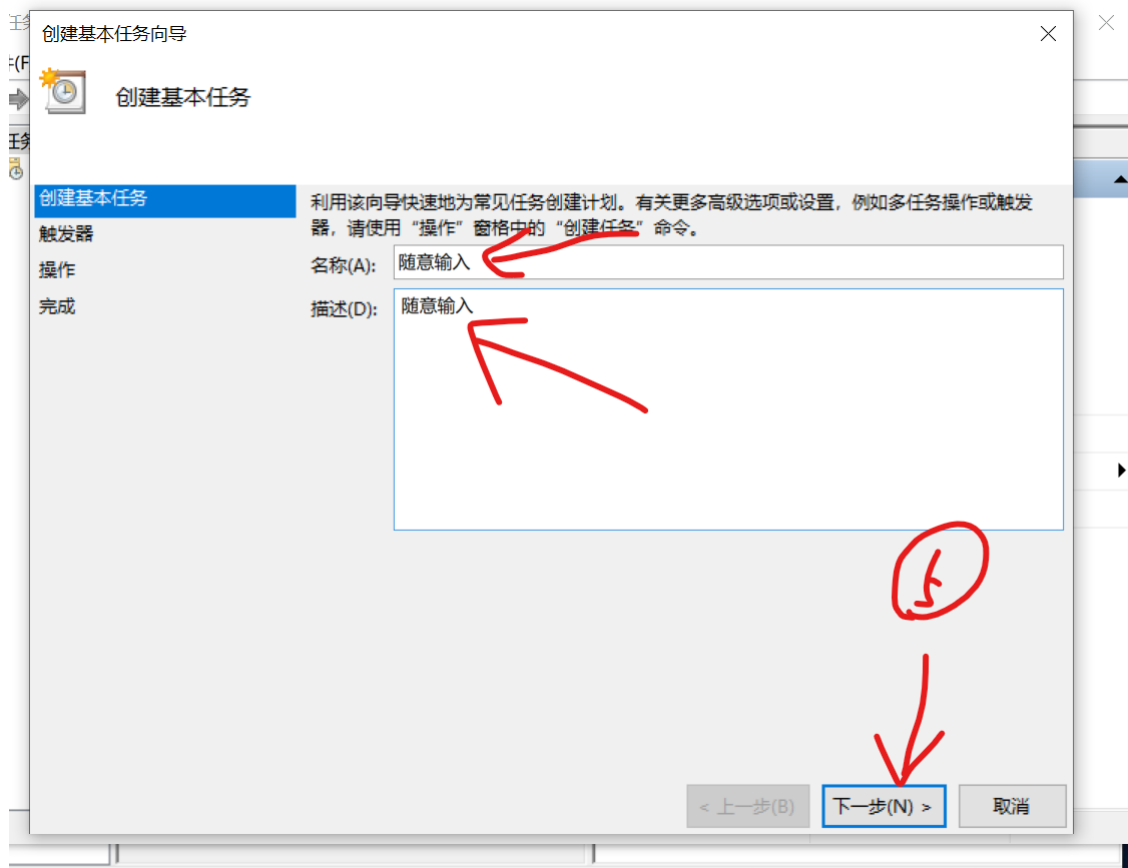 创建基本任务向导
创建基本任务
创建基本任务
触发器
操作
完成
利用该向导快速地为常见任务创建计划。有关更多高级选项或设置，例如多任务操作或触发
器，请使用“操作”窗格中的“创建任务”命令。
名称(A):
随意输入
描述(D):
随意输入
5
< 上一步(B)
下一步(N) >
取消